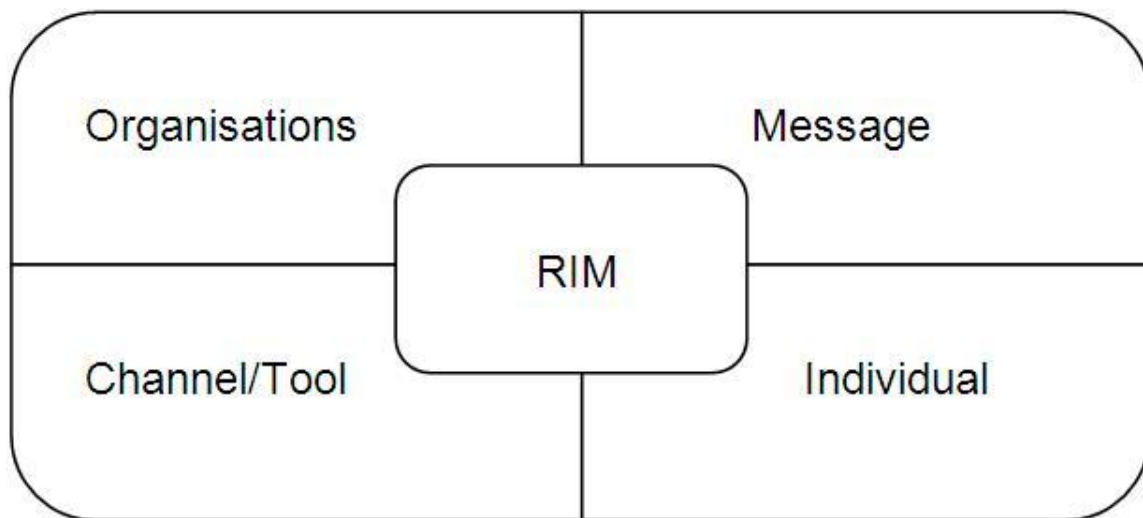 Organisations
Message
RIM
Channel/Tool
Individual